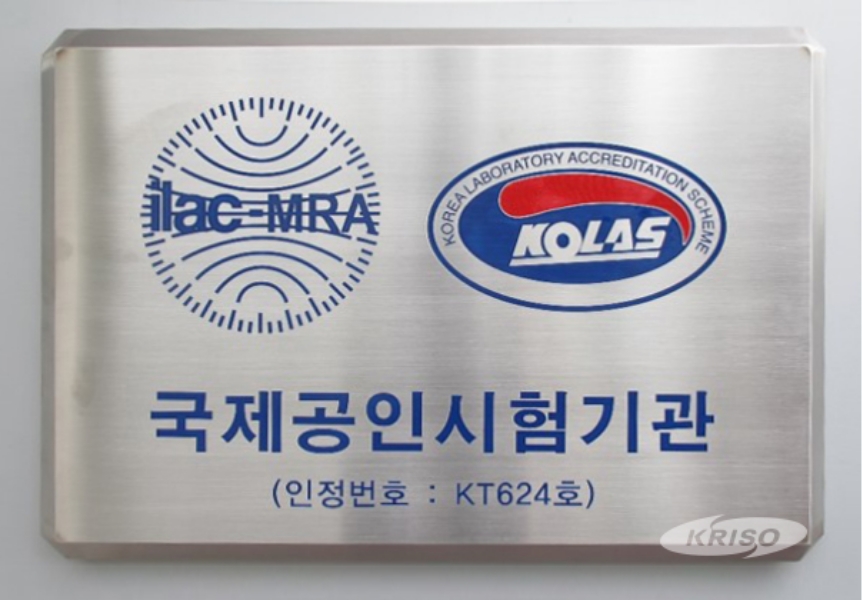 ilac-MRA
KOREA LABORATORY ACCREDITATION SCHEME
KOLAS
국제공인시험기관
(인정번호 : KT624호)
KRISO